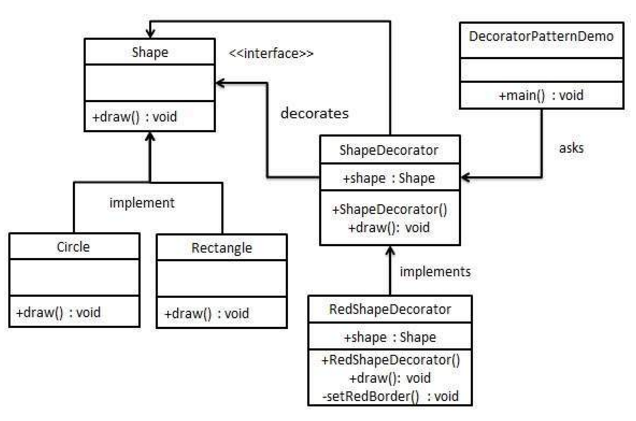 Shape
+draw() : void
<<interface>>
decorates
DecoratorPatternDemo
+main() : void
asks
ShapeDecorator
+shape : Shape
+ShapeDecorator()
+draw(): void
implement
Circle
+draw() : void
Rectangle
+draw() : void
implements
RedShapeDecorator
+shape : Shape
+RedShapeDecorator()
+draw(): void
-setRedBorder() : void